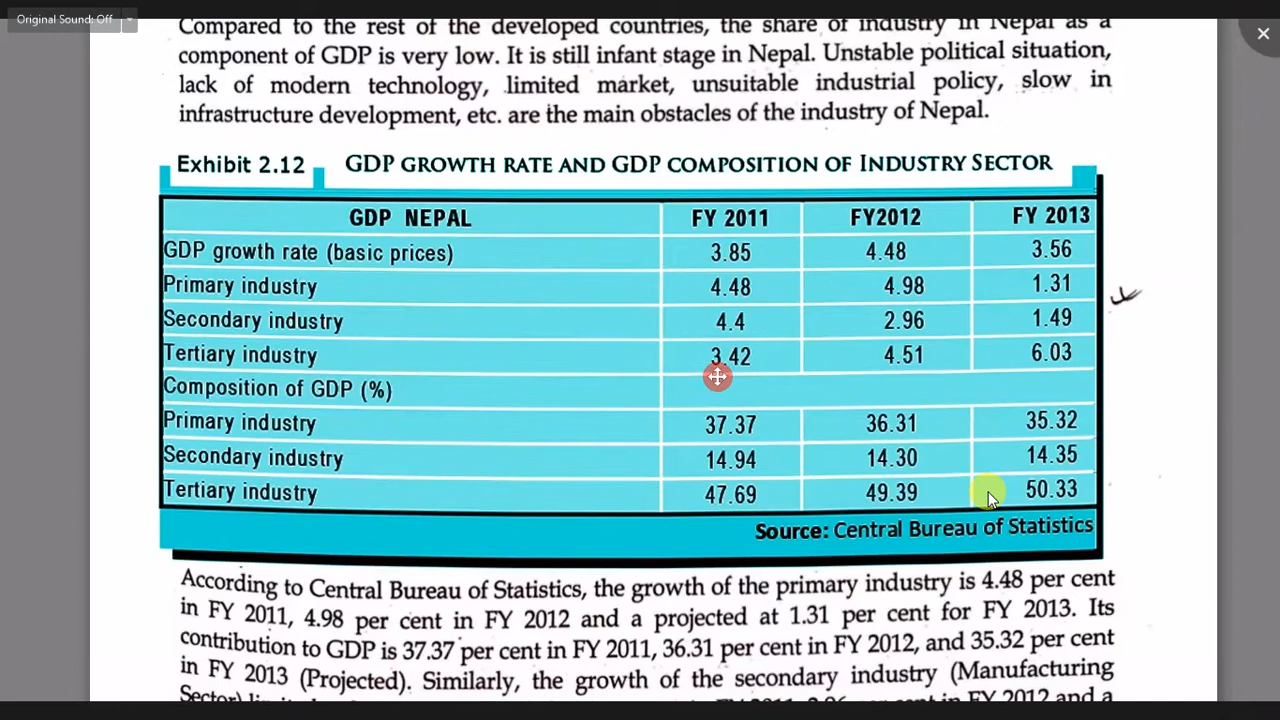 Original Sound: Off
Compared to the rest of the developed countries, the share of industry in Nepal as a
component of GDP is very low. It is still infant stage in Nepal. Unstable political situation,
lack of modern technology, limited market, unsuitable industrial policy, slow in
infrastructure development, etc. are the main obstacles of the industry of Nepal.
Exhibit 2.12 GDP GROWTH RATE AND GDP COMPOSITION OF INDUSTRY SECTOR
GDP NEPAL FY 2011 FY2012 FY 2013
GDP growth rate (basic prices) 3.85 4.48 3.56
Primary industry 4.48 4.98 1.31
Secondary industry 4.4 2.96 1.49
Tertiary industry 3.42 4.51 6.03
Composition of GDP (%)
Primary industry 37.37 36.31 35.32
Secondary industry 14.94 14.30 14.35
Tertiary industry 47.69 49.39 50.33
Source: Central Bureau of Statistics
According to Central Bureau of Statistics, the growth of the primary industry is 4.48 per cent
in FY 2011, 4.98 per cent in FY 2012 and a projected at 1.31 per cent for FY 2013. Its
contribution to GDP is 37.37 per cent in FY 2011, 36.31 per cent in FY 2012, and 35.32 per cent
in FY 2013 (Projected). Similarly, the growth of the secondary industry (Manufacturing
in FY 2012 and a